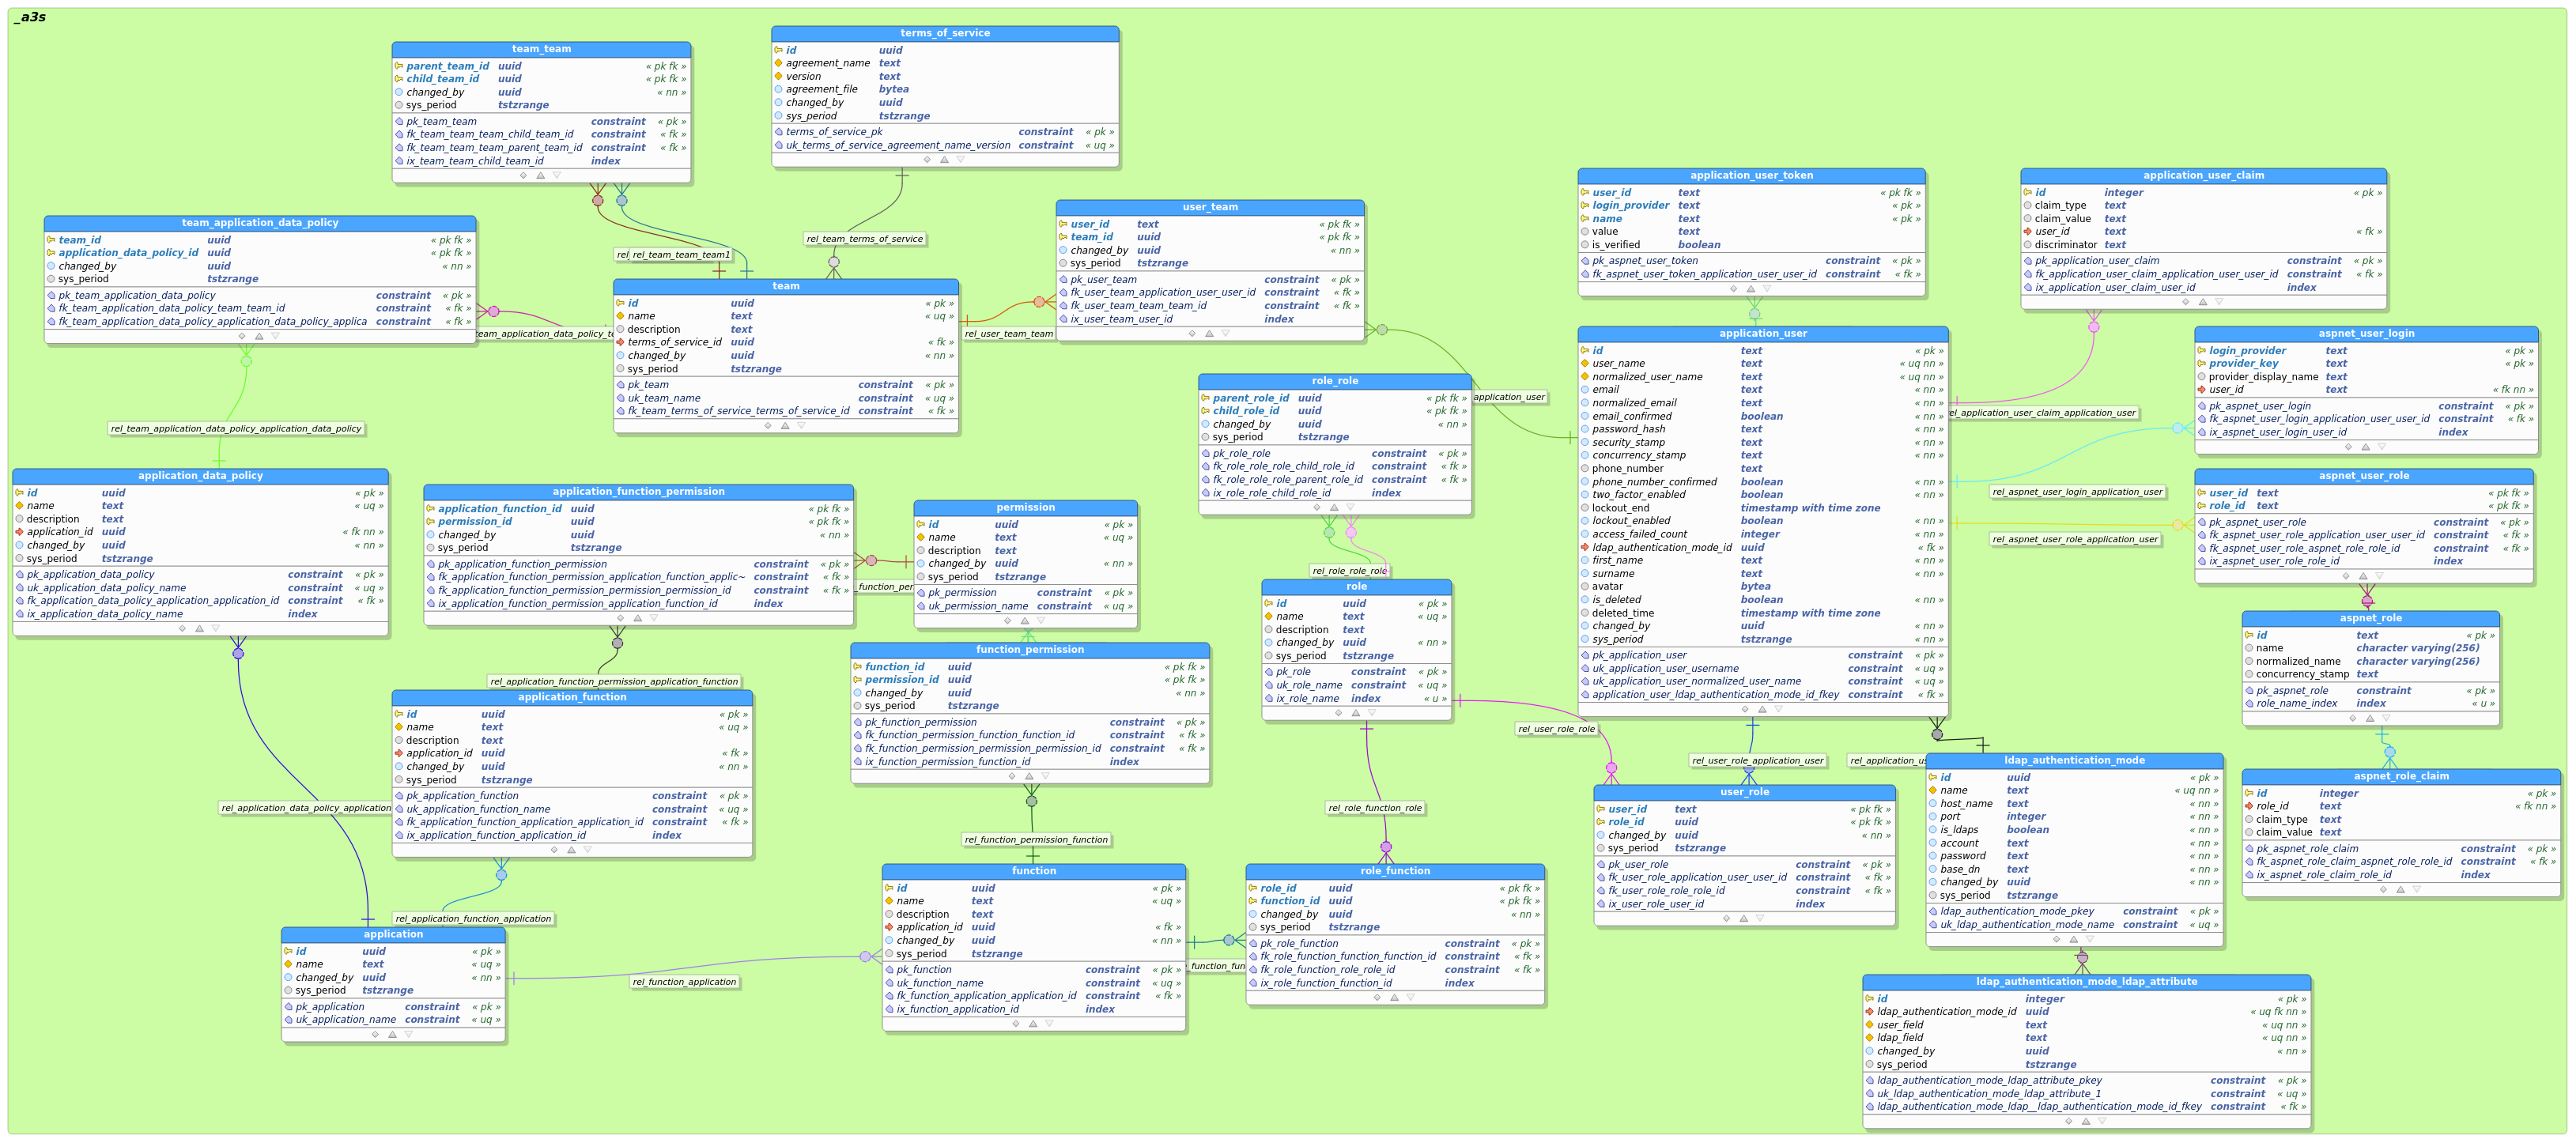 _a3s
team_team
parent_team_id uuid « pk fk »
child_team_id uuid « pk fk »
changed_by uuid « nn »
sys_period tstzrange
pk_team_team constraint « pk »
fk_team_team_team_child_team_id constraint « fk »
fk_team_team_team_parent_team_id constraint « fk »
ix_team_team_child_team_id index
terms_of_service
id uuid
agreement_name text
version text
agreement_file bytea
changed_by uuid
sys_period tstzrange
terms_of_service_pk constraint « pk »
uk_terms_of_service_agreement_name_version constraint « uq »
team_application_data_policy
team_id uuid « pk fk »
application_data_policy_id uuid « pk fk »
changed_by uuid « nn »
sys_period tstzrange
pk_team_application_data_policy constraint « pk »
fk_team_application_data_policy_team_team_id constraint « fk »
fk_team_application_data_policy_application_data_policy_applica constraint « fk »
rel rel_team_team_team1
rel_team_terms_of_service
team_application_data_policy_te
team
id uuid « pk »
name text « uq »
description text
terms_of_service_id uuid « fk »
changed_by uuid « nn »
sys_period tstzrange
pk_team constraint « pk »
uk_team_name constraint « uq »
fk_team_terms_of_service_terms_of_service_id constraint « fk »
user_team
user_id text « pk fk »
team_id uuid « pk fk »
changed_by uuid « nn »
sys_period tstzrange
pk_user_team constraint « pk »
fk_user_team_application_user_user_id constraint « fk »
fk_user_team_team_team_id constraint « fk »
ix_user_team_user_id index
rel_user_team_team
application_user
application_user_token
user_id text « pk fk »
login_provider text « pk »
name text « pk »
value text
is_verified boolean
pk_aspnet_user_token constraint « pk »
fk_aspnet_user_token_application_user_user_id constraint « fk »
application_user_claim
id integer « pk »
claim_type text
claim_value text
user_id text « fk »
discriminator text
pk_application_user_claim constraint « pk »
fk_application_user_claim_application_user_user_id constraint « fk »
ix_application_user_claim_user_id index
application_user
id text « pk »
user_name text « uq nn »
normalized_user_name text « uq nn »
email text « nn »
normalized_email text « nn »
email_confirmed boolean « nn »
password_hash text « nn »
security_stamp text « nn »
concurrency_stamp text « nn »
phone_number text
phone_number_confirmed boolean « nn »
two_factor_enabled boolean « nn »
lockout_end timestamp with time zone
lockout_enabled boolean « nn »
access_failed_count integer « nn »
ldap_authentication_mode_id uuid « fk »
first_name text « nn »
surname text « nn »
avatar bytea
is_deleted boolean « nn »
deleted_time timestamp with time zone
changed_by uuid « nn »
sys_period tstzrange « nn »
pk_application_user constraint « pk »
uk_application_user_username constraint « uq »
uk_application_user_normalized_user_name constraint « uq »
application_user_ldap_authentication_mode_id_fkey constraint « fk »
el_application_user_claim_application_user
aspnet_user_login
login_provider text « pk »
provider_key text « pk »
provider_display_name text
user_id text « fk nn »
pk_aspnet_user_login constraint « pk »
fk_aspnet_user_login_application_user_user_id constraint « fk »
ix_aspnet_user_login_user_id index
rel_aspnet_user_login_application_user
aspnet_user_role
user_id text « pk fk »
role_id text « pk fk »
pk_aspnet_user_role constraint « pk »
fk_aspnet_user_role_application_user_user_id constraint « fk »
fk_aspnet_user_role_aspnet_role_role_id constraint « fk »
ix_aspnet_user_role_role_id index
rel_aspnet_user_role_application_user
role_role
parent_role_id uuid « pk fk »
child_role_id uuid « pk fk »
changed_by uuid « nn »
sys_period tstzrange
pk_role_role constraint « pk »
fk_role_role_role_child_role_id constraint « fk »
fk_role_role_role_parent_role_id constraint « fk »
ix_role_role_child_role_id index
rel_role_role_role
rel_team_application_data_policy_application_data_policy
application_data_policy
id uuid « pk »
name text « uq »
description text
application_id uuid « fk nn »
changed_by uuid « nn »
sys_period tstzrange
pk_application_data_policy constraint « pk »
uk_application_data_policy_name constraint « uq »
fk_application_data_policy_application_application_id constraint « fk »
ix_application_data_policy_name index
application_function_permission
application_function_id uuid « pk fk »
permission_id uuid « pk fk »
changed_by uuid « nn »
sys_period tstzrange
pk_application_function_permission constraint « pk »
fk_application_function_permission_application_function_applic~ constraint « fk »
fk_application_function_permission_permission_permission_id constraint « fk »
ix_application_function_permission_application_function_id index
_function_per
permission
id uuid « pk »
name text « uq »
description text
changed_by uuid « nn »
sys_period tstzrange
pk_permission constraint « pk »
uk_permission_name constraint « uq »
rel_application_function_permission_application_function
function_permission
function_id uuid « pk fk »
permission_id uuid « pk fk »
changed_by uuid « nn »
sys_period tstzrange
pk_function_permission constraint « pk »
fk_function_permission_function_function_id constraint « fk »
fk_function_permission_permission_permission_id constraint « fk »
ix_function_permission_function_id index
role
id uuid « pk »
name text « uq »
description text
changed_by uuid « nn »
sys_period tstzrange
pk_role constraint « pk »
uk_role_name constraint « uq »
ix_role_name index « u »
aspnet_role
id text « pk »
name character varying(256)
normalized_name character varying(256)
concurrency_stamp text
pk_aspnet_role constraint « pk »
role_name_index index « u »
application_function
id uuid « pk »
name text « uq »
description text
application_id uuid « fk »
changed_by uuid « nn »
sys_period tstzrange
pk_application_function constraint « pk »
uk_application_function_name constraint « uq »
fk_application_function_application_application_id constraint « fk »
ix_application_function_application_id index
rel_application_data_policy_application
rel_user_role_role
rel_user_role_application_user
rel_application_us
rel_role_function_role
rel_function_permission_function
user_role
user_id text « pk fk »
role_id uuid « pk fk »
changed_by uuid « nn »
sys_period tstzrange
pk_user_role constraint « pk »
fk_user_role_application_user_user_id constraint « fk »
fk_user_role_role_role_id constraint « fk »
ix_user_role_user_id index
ldap_authentication_mode
id uuid « pk »
name text « uq nn »
host_name text « nn »
port integer « nn »
is_ldaps boolean « nn »
account text « nn »
password text « nn »
base_dn text « nn »
changed_by uuid « nn »
sys_period tstzrange
ldap_authentication_mode_pkey constraint « pk »
uk_ldap_authentication_mode_name constraint « uq »
aspnet_role_claim
id integer « pk »
role_id text « fk nn »
claim_type text
claim_value text
pk_aspnet_role_claim constraint « pk »
fk_aspnet_role_claim_aspnet_role_role_id constraint « fk »
ix_aspnet_role_claim_role_id index
rel_application_function_application
application
id uuid « pk »
name text « uq »
changed_by uuid « nn »
sys_period tstzrange
pk_application constraint « pk »
uk_application_name constraint « uq »
rel_function_application
function
id uuid « pk »
name text « uq »
description text
application_id uuid « fk »
changed_by uuid « nn »
sys_period tstzrange
pk_function constraint « pk »
uk_function_name constraint « uq »
fk_function_application_application_id constraint « fk »
ix_function_application_id index
_function_fun
role_function
role_id uuid « pk fk »
function_id uuid « pk fk »
changed_by uuid « nn »
sys_period tstzrange
pk_role_function constraint « pk »
fk_role_function_function_function_id constraint « fk »
fk_role_function_role_role_id constraint « fk »
ix_role_function_function_id index
ldap_authentication_mode_ldap_attribute
id integer « pk »
ldap_authentication_mode_id uuid « uq fk nn »
user_field text « uq nn »
ldap_field text « uq nn »
changed_by uuid « nn »
sys_period tstzrange
ldap_authentication_mode_ldap_attribute_pkey constraint « pk »
uk_ldap_authentication_mode_ldap_attribute_1 constraint « uq »
ldap_authentication_mode_ldap__ldap_authentication_mode_id_fkey constraint « fk »